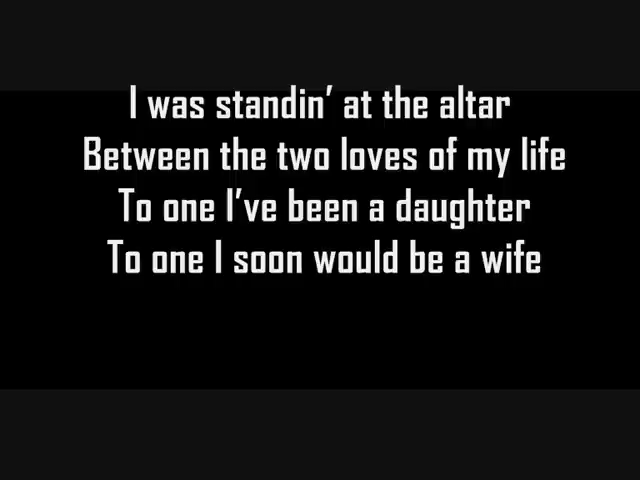 I was standin’ at the altar
Between the two loves of my life
To one I’ve been a daughter
To one I soon would be a wife